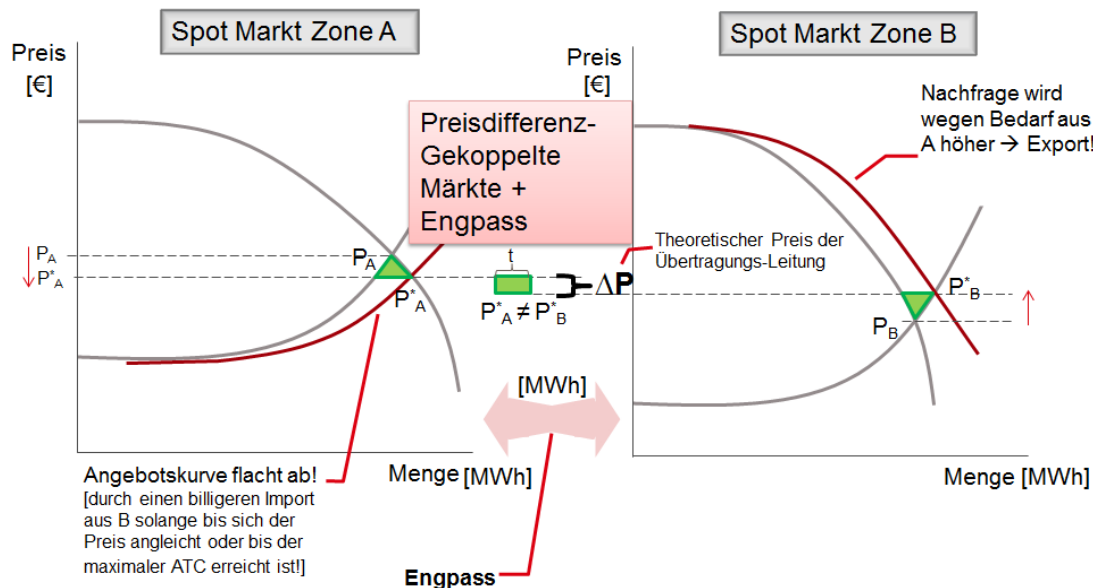 Spot Markt Zone A
Spot Markt Zone B
Preis
[€]
Preisdifferenz-
Gekoppelte
Märkte +
Engpass
Preis
[€]
Nachfrage wird
wegen Bedarf aus
A höher → Export!
P_A
P*_A
P_A
P*_A
t
P*_A ≠ P*_B
ΔP
Theoretischer Preis der
Übertragungs-Leitung
P*_B
P_B
[MWh]
Angebotskurve flacht ab!
[durch einen billigeren Import
aus B solange bis sich der
Preis angleicht oder bis der
maximaler ATC erreicht ist!]
Menge [MWh]
Menge [MWh]
Engpass